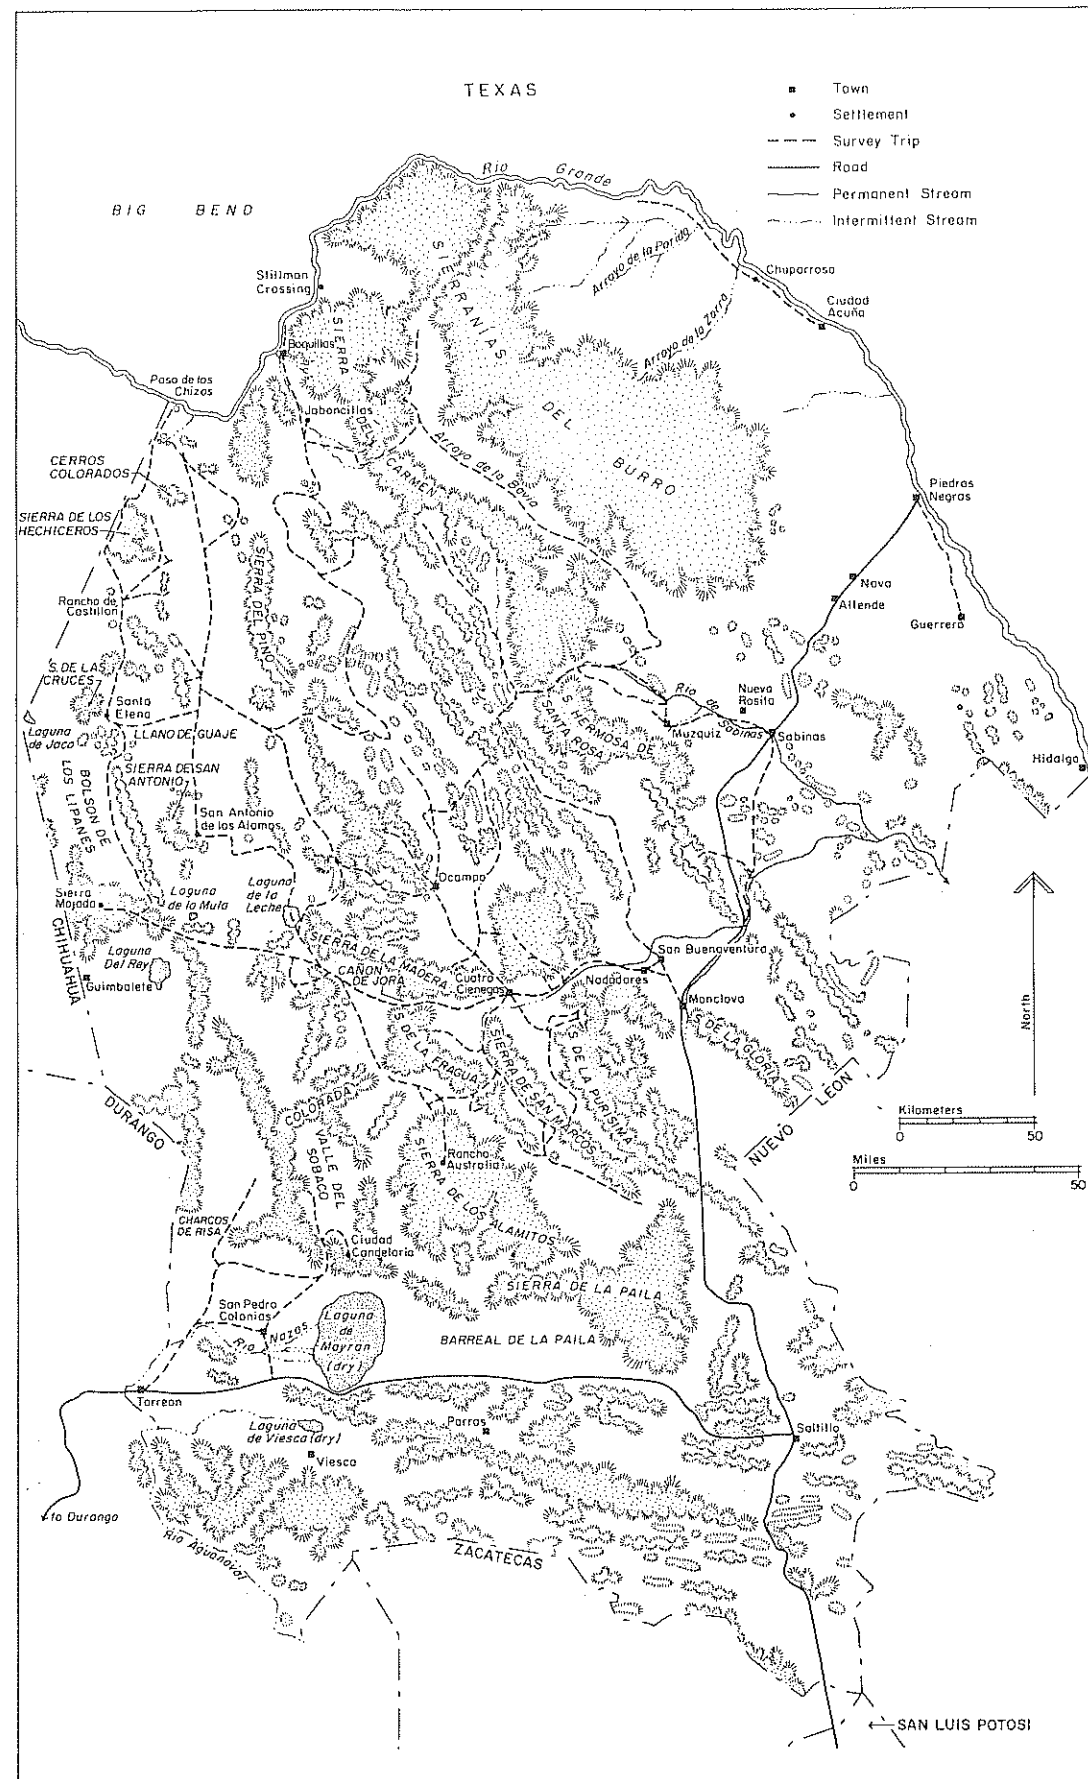 TEXAS
Town
Settlement
Survey Trip
Road
Permanent Stream
Intermittent Stream
Rio Grande
BIG BEND
Stillman
Crossing
SIERRANIAS
DEL
BURRO
Arroyo de la Parida
Chuparrosa
Ciudad
Acuña
Arroyo de la Zorra
SIERRA
DEL
CARMEN
Boquillas
Paso de los
Chizos
Jaboncillos
Arroyo de la Bavia
CERROS
COLORADOS
SIERRA DE LOS
HECHICEROS
Piedras
Negras
SIERRA DEL PINO
Nava
Allende
Guerrero
Rancho de
Castillon
S. DE LAS
CRUCES
Santa
Elena
Laguna
de Jaco
LLANO DE GUAJE
Rio de Sabinas
Nueva
Rosita
Muzquiz
Sabinas
S. HERMOSA DE
SANTA ROSA
Hidalgo
BOLSON DE
LOS LIPANES
SIERRA DE SAN
ANTONIO
San Antonio
de los Alamos
Ocampo
Sierra
Mojada
Laguna
de la Mula
Laguna
de la
Leche
CHIHUAHUA
Laguna
Del Rey
Guimbalete
SIERRA DE LA MADERA
CAÑON
DE JORA
Cuatro
Cienegas
San Buenaventura
Nadadores
Monclova
S. DE LA GLORIA
North
S. DE LA FRAGUA
SIERRA DE SAN MARCOS
S. DE LA PURISIMA
NUEVO LEON
Kilometers
0 50
Miles
0 50
DURANGO
S. COLORADA
VALLE DEL
SOBACO
Rancho
Australia
SIERRA DE LOS ALAMITOS
CHARCOS
DE RISA
Ciudad
Candelaria
SIERRA DE LA PAILA
San Pedro
Colonias
Rio Nazas
Laguna
de
Mayran
(dry)
BARREAL DE LA PAILA
Torreon
Laguna
de Viesca (dry)
Viesca
Parras
Saltillo
to Durango
Rio Aguanaval
ZACATECAS
SAN LUIS POTOSI